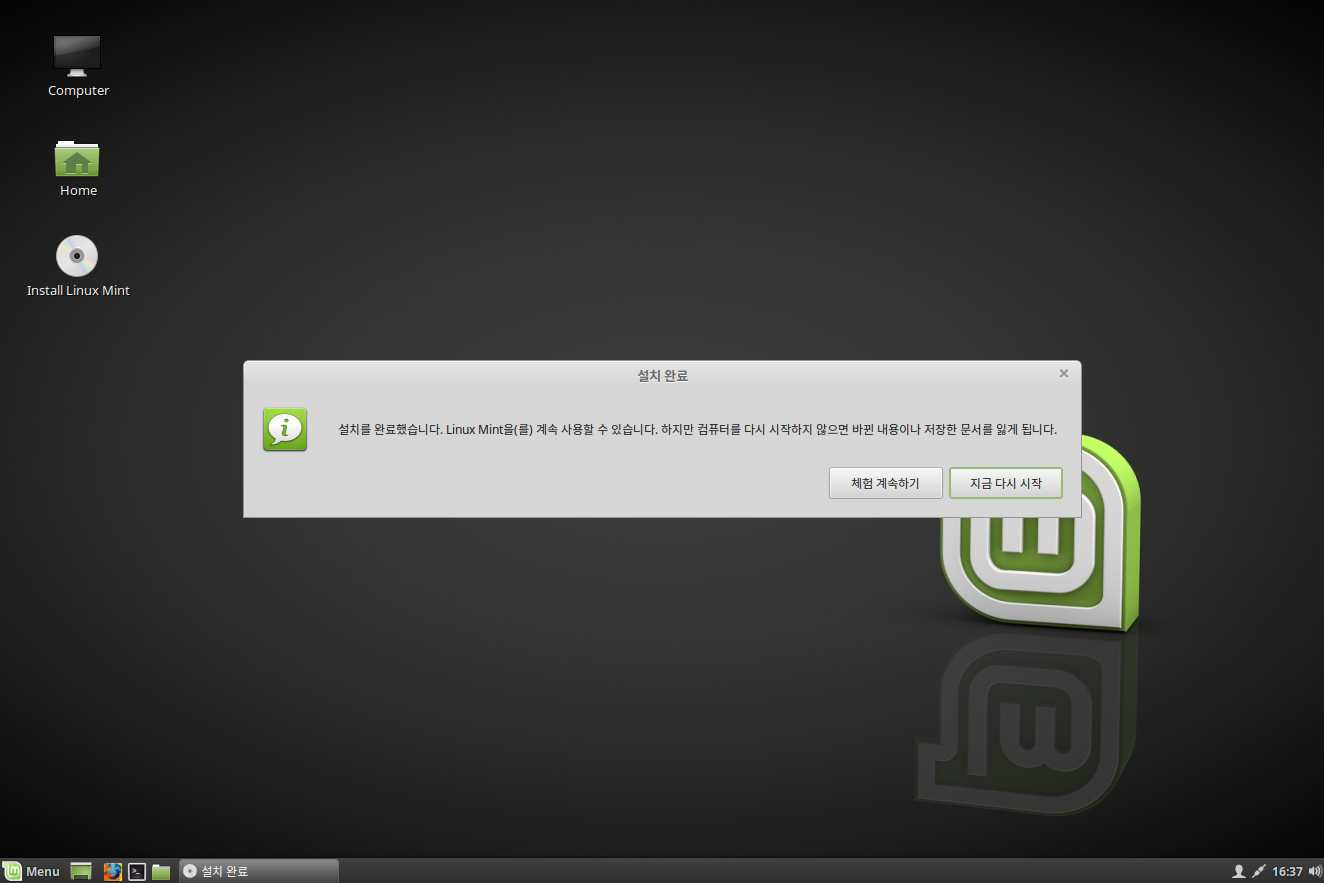 Computer
Home
Install Linux Mint
설치 완료
설치를 완료했습니다. Linux Mint을(를) 계속 사용할 수 있습니다. 하지만 컴퓨터를 다시 시작하지 않으면 바뀐 내용이나 저장한 문서를 잃게 됩니다.
체험 계속하기 지금 다시 시작
Menu 설치 완료 16:37